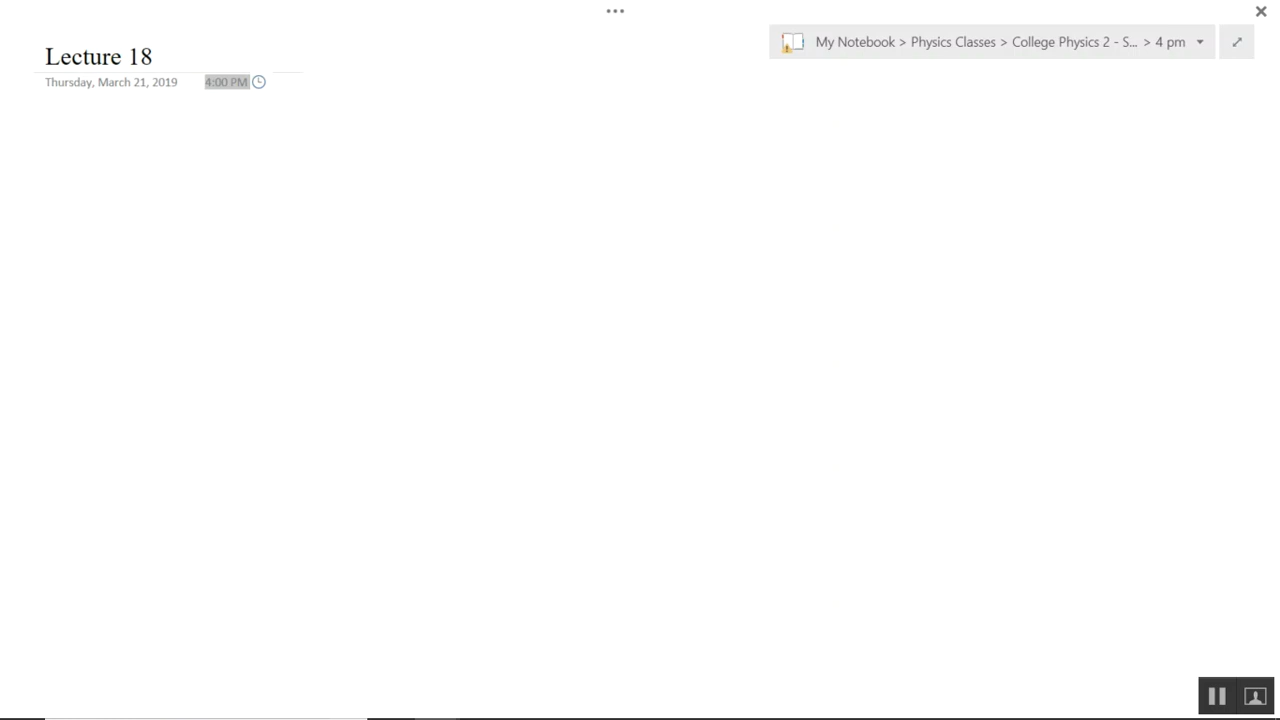 Lecture 18
My Notebook > Physics Classes > College Physics 2 - S... > 4 pm
Thursday, March 21, 2019 4:00 PM